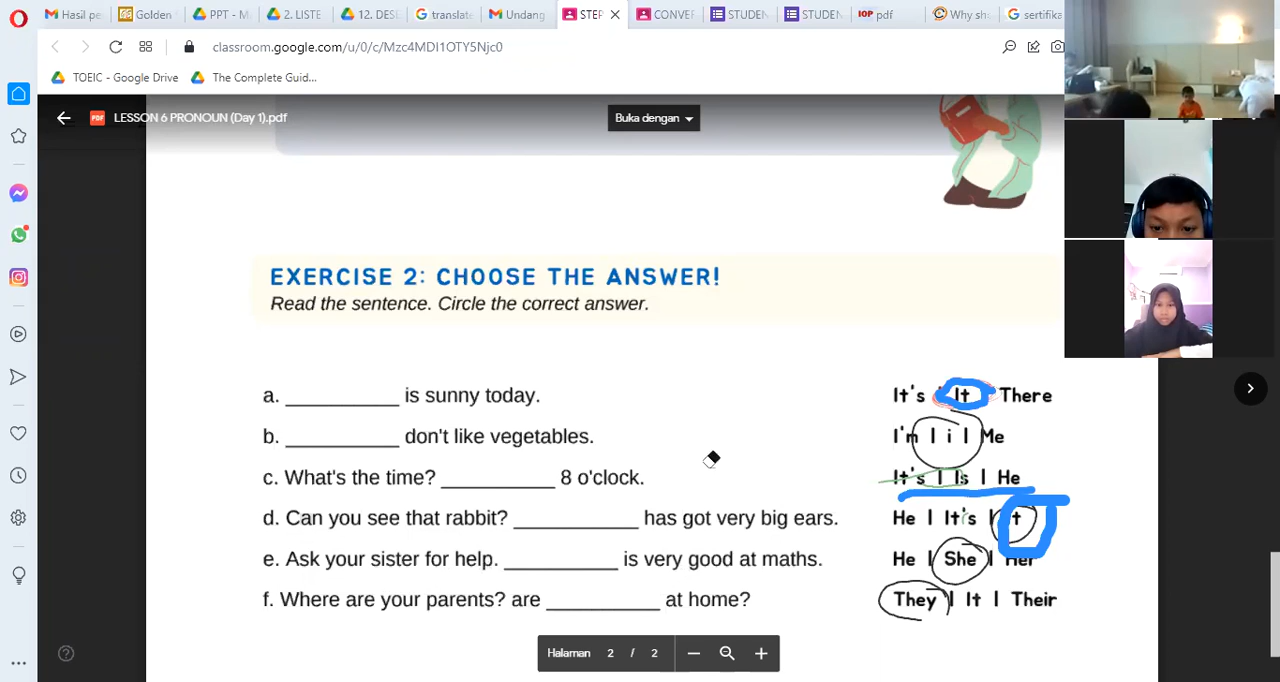 Hasil pe
Golden
PPT - M
2. LISTE
12. DESE
translate
Undang
STEP
CONVER
STUDEN
STUDEN
IOP pdf
Why sh
sertifika
classroom.google.com/u/0/c/Mzc4MDI1OTY5Njc0
TOEIC - Google Drive
The Complete Guid...
PDF LESSON 6 PRONOUN (Day 1).pdf
Buka dengan
EXERCISE 2: CHOOSE THE ANSWER!
Read the sentence. Circle the correct answer.
a. __________ is sunny today. It's | It There
b. __________ don't like vegetables. I'm | i | Me
c. What's the time? __________ 8 o'clock. It's | Is | He
d. Can you see that rabbit? ___________ has got very big ears. He | It's | It
e. Ask your sister for help. __________ is very good at maths. He | She | Her
f. Where are your parents? are __________ at home? They | It | Their
Halaman 2 / 2